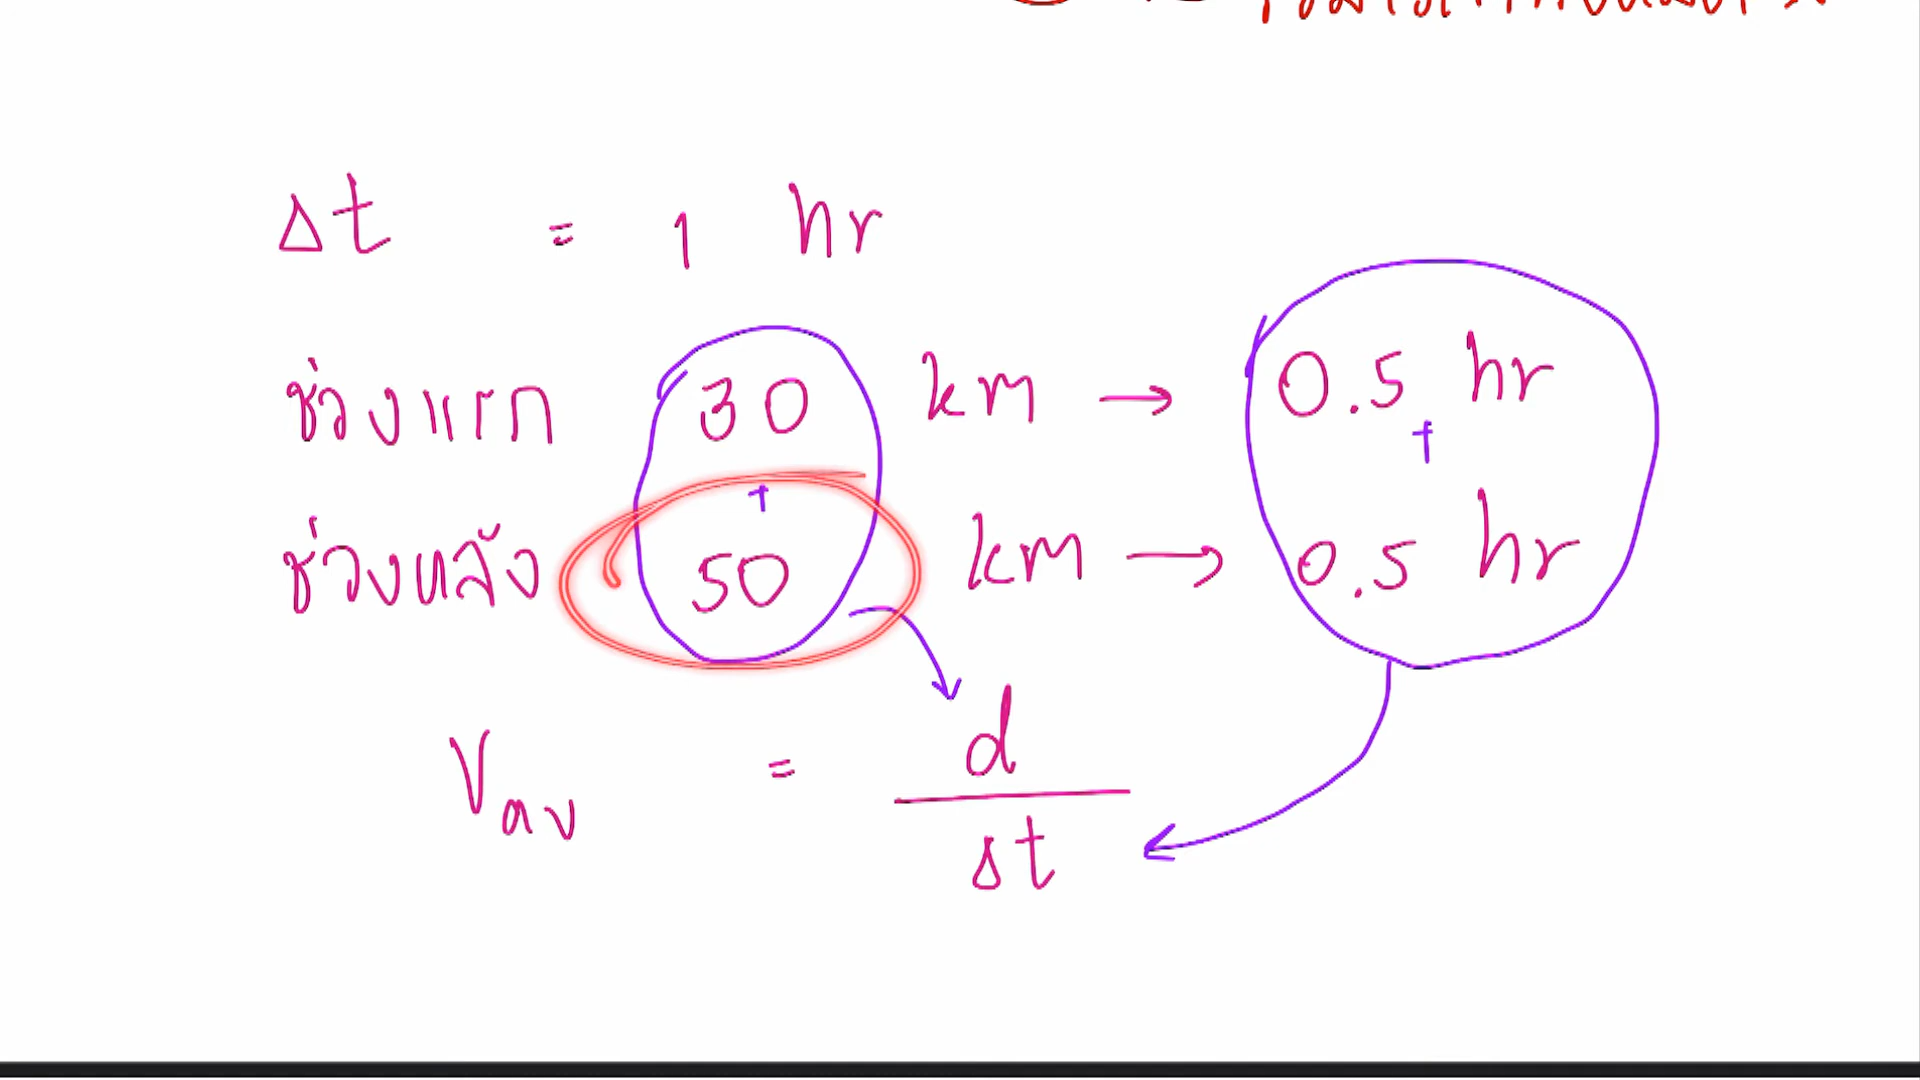 Δt = 1 hr
ช่วงแรก 30 km → 0.5 hr
+ +
ช่วงหลัง 50 km → 0.5 hr
Vav = d
Δt